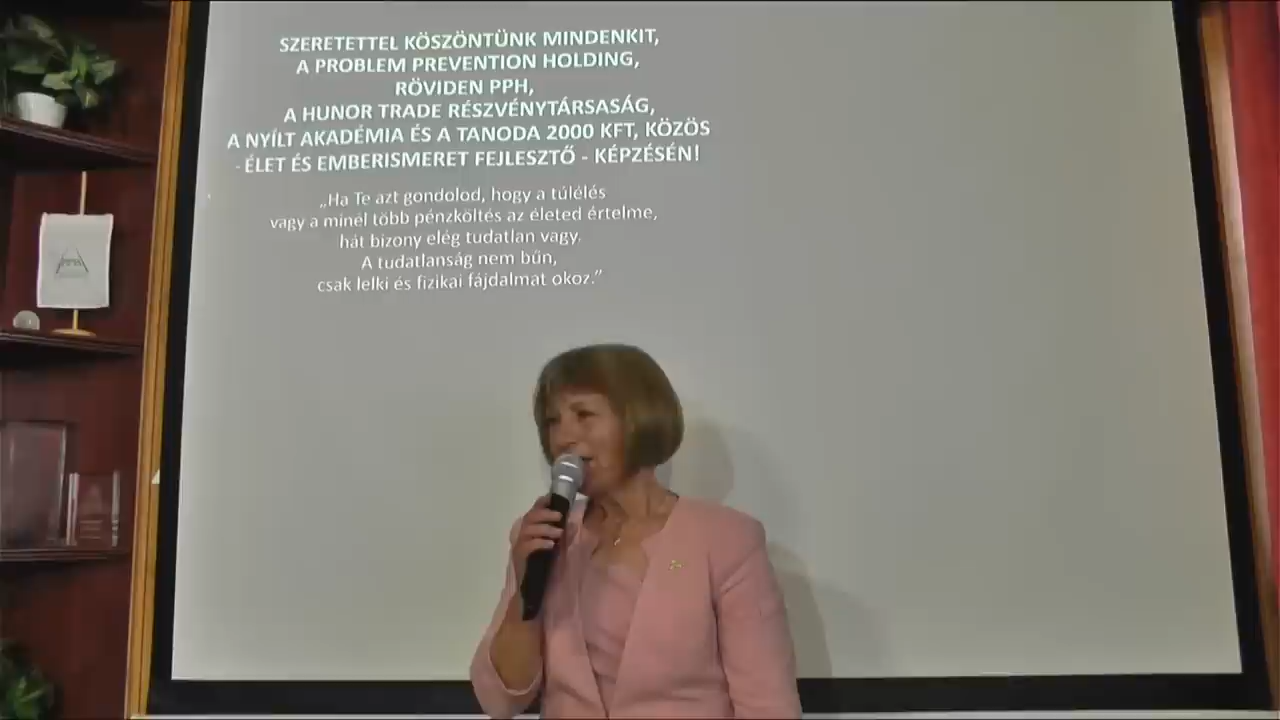 SZERETETTEL KÖSZÖNTÜNK MINDENKIT,
A PROBLEM PREVENTION HOLDING,
RÖVIDEN PPH,
A HUNOR TRADE RÉSZVÉNYTÁRSASÁG,
A NYÍLT AKADÉMIA ÉS A TANODA 2000 KFT, KÖZÖS
- ÉLET ÉS EMBERISMERET FEJLESZTŐ - KÉPZÉSÉN!
„Ha Te azt gondolod, hogy a túlélés
vagy a minél több pénzköltés az életed értelme,
hát bizony elég tudatlan vagy.
A tudatlanság nem bűn,
csak lelki és fizikai fájdalmat okoz.”